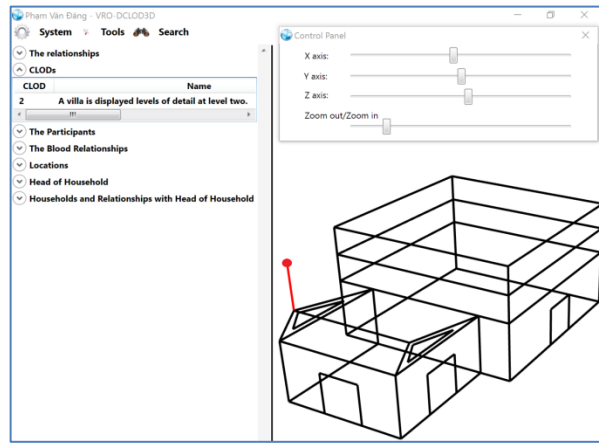 Phạm Văn Đảng - VRO-DCLOD3D
System Tools Search
The relationships
CLODs
CLOD Name
2 A villa is displayed levels of detail at level two.
The Participants
The Blood Relationships
Locations
Head of Household
Households and Relationships with Head of Household
Control Panel
X axis:
Y axis:
Z axis:
Zoom out/Zoom in